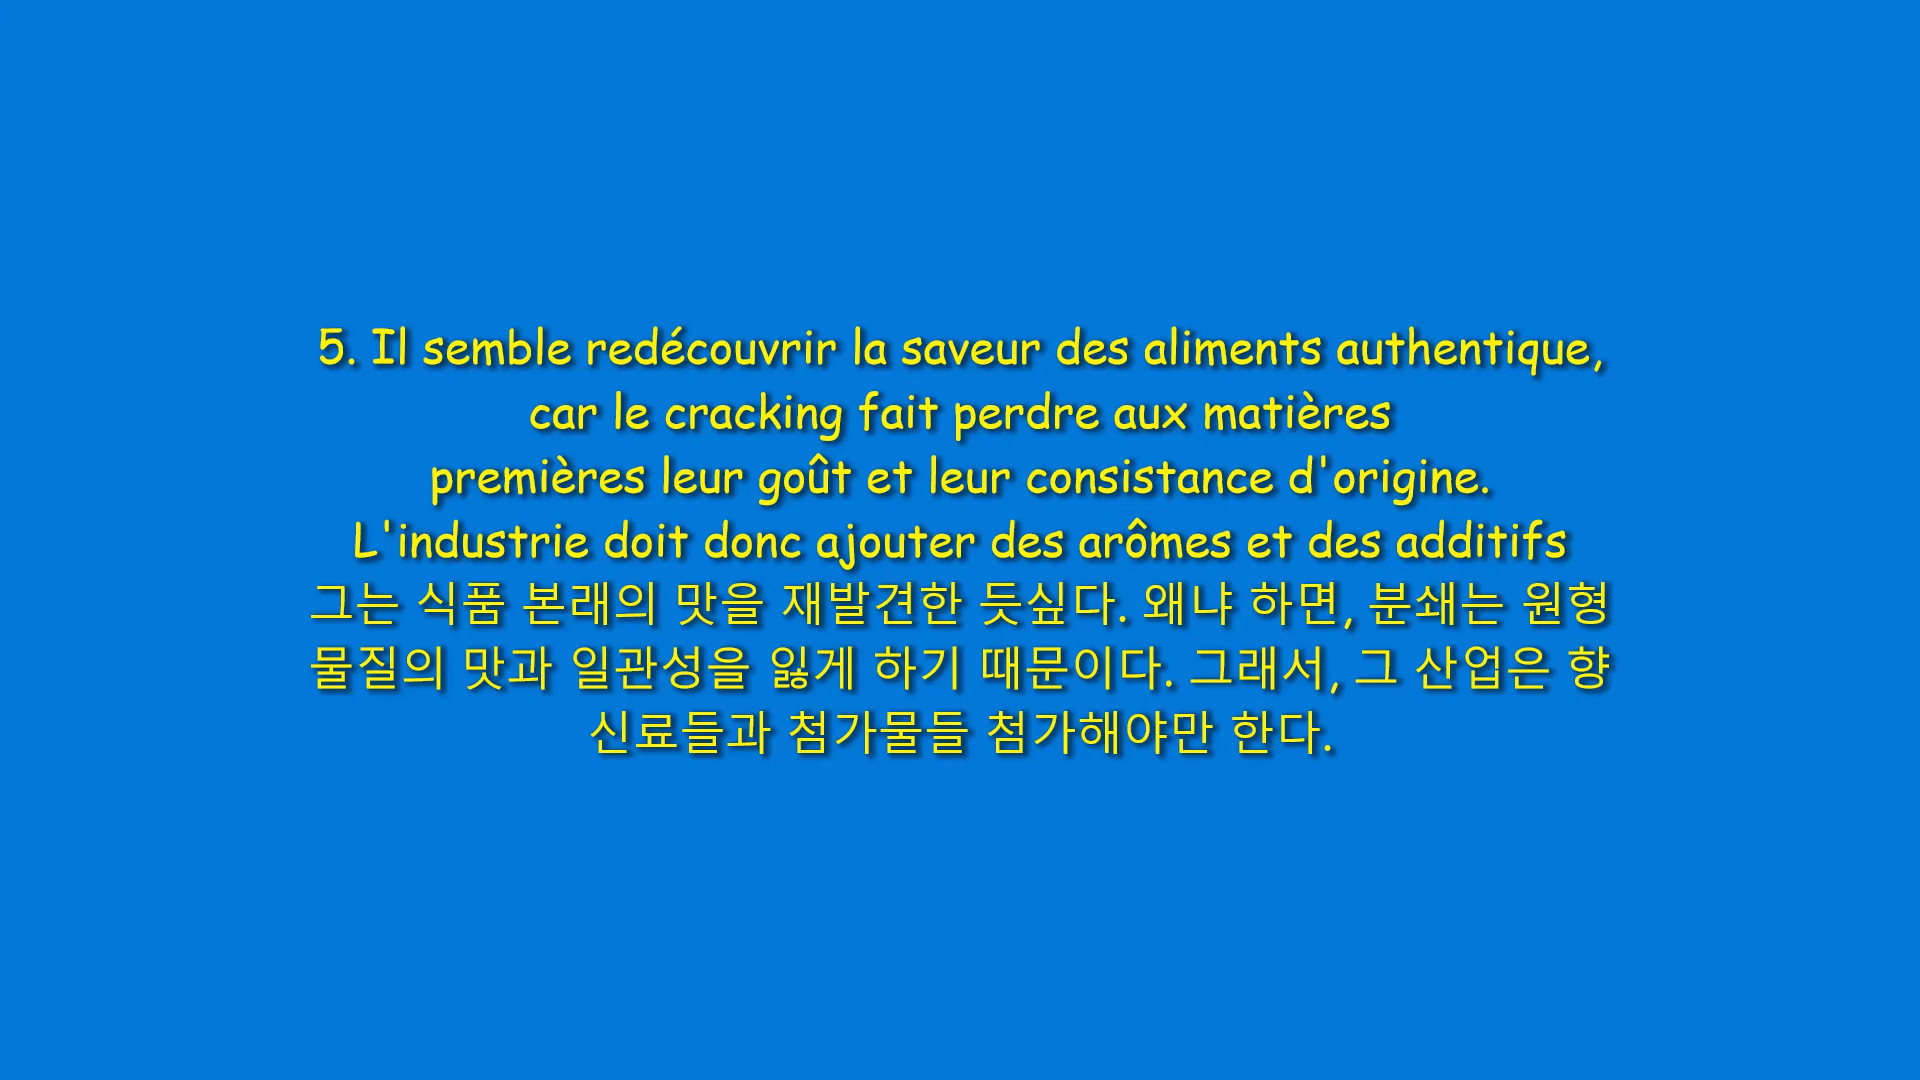 5. Il semble redécouvrir la saveur des aliments authentique,
car le cracking fait perdre aux matières
premières leur goût et leur consistance d'origine.
L'industrie doit donc ajouter des arômes et des additifs
그는 식품 본래의 맛을 재발견한 듯싶다. 왜냐 하면, 분쇄는 원형
물질의 맛과 일관성을 잃게 하기 때문이다. 그래서, 그 산업은 향
신료들과 첨가물들 첨가해야만 한다.